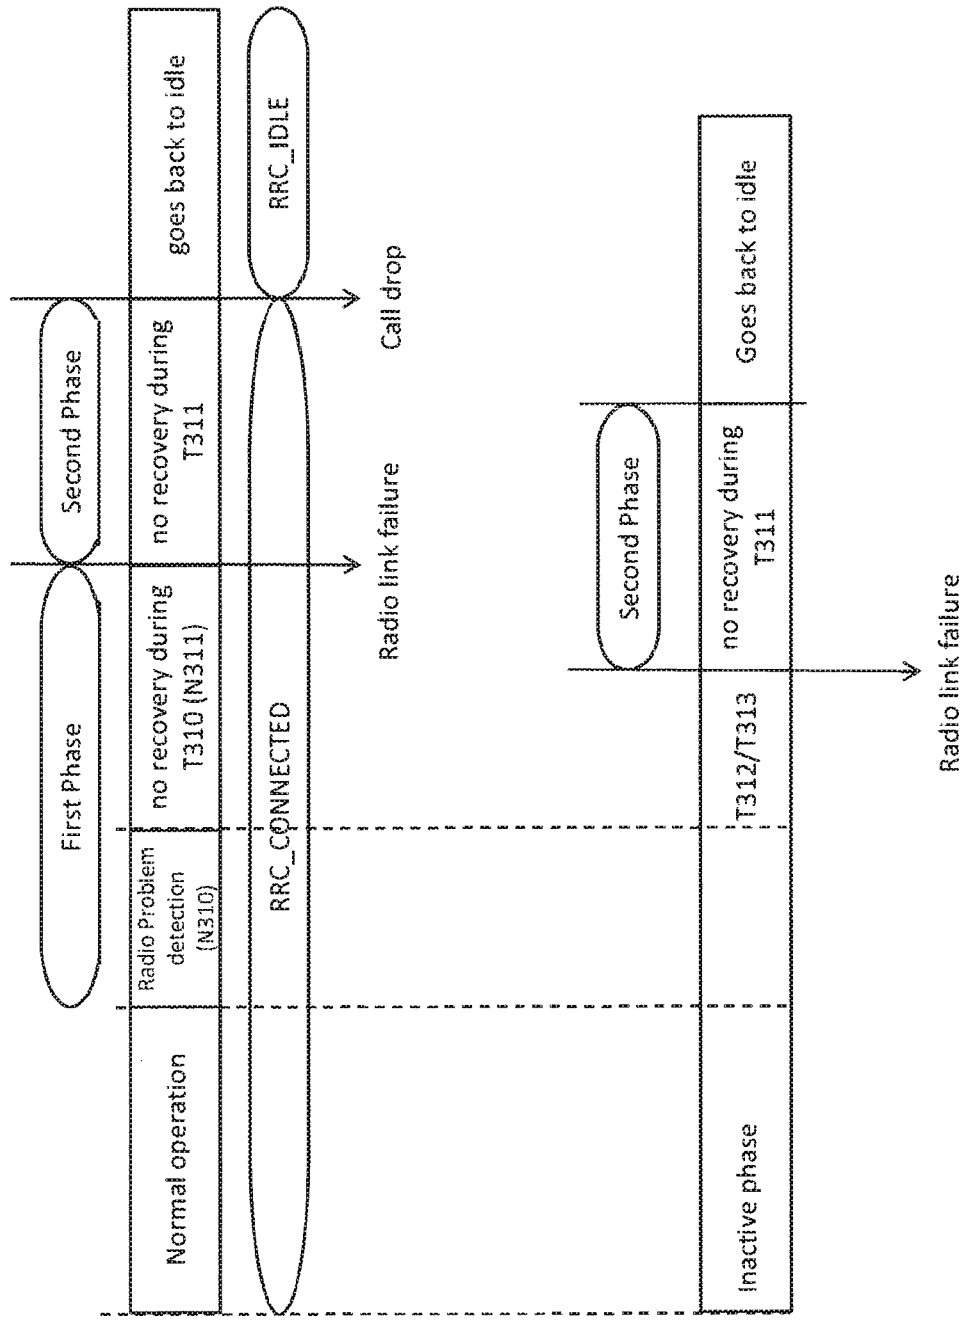 First Phase
Second Phase
Normal operation
Radio Problem
detection
(N310)
no recovery during
T310 (N311)
no recovery during
T311
goes back to idle
RRC_CONNECTED
RRC_IDLE
Radio link failure
Call drop
Second Phase
Inactive phase
T312/T313
no recovery during
T311
Goes back to idle
Radio link failure